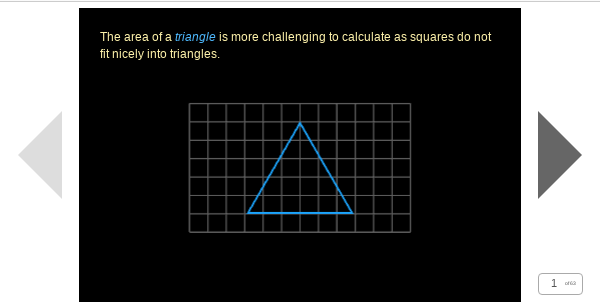 The area of a triangle is more challenging to calculate as squares do not
fit nicely into triangles.
1 of 63